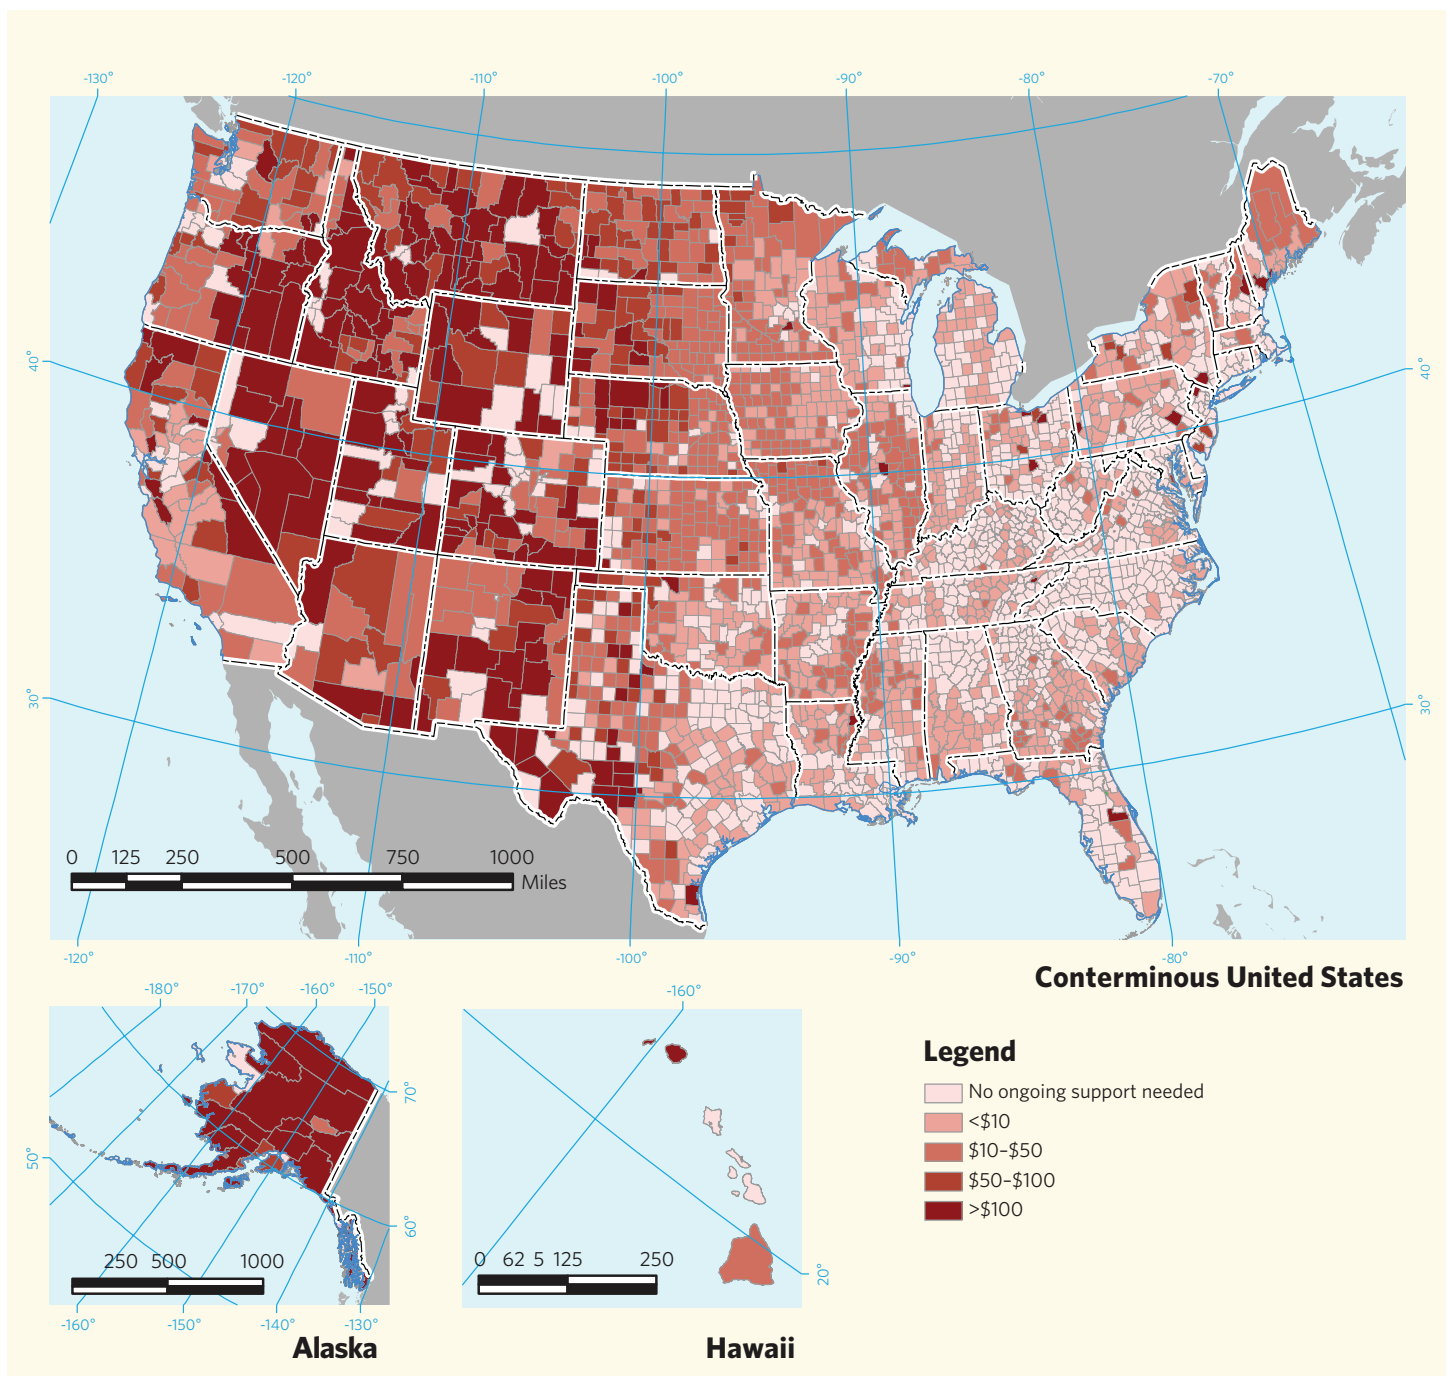 -130° -120° -110° -100° -90° -80° -70°
40° 40°
30° 30°
0 125 250 500 750 1000
Miles
-120° -110° -100° -90° -80°
Conterminous United States
-180° -170° -160° -150°
70°
50°
60°
250 500 1000
-160° -150° -140° -130°
Alaska
-160°
0 62 5 125 250
20°
Hawaii
Legend
No ongoing support needed
<$10
$10–$50
$50–$100
>$100